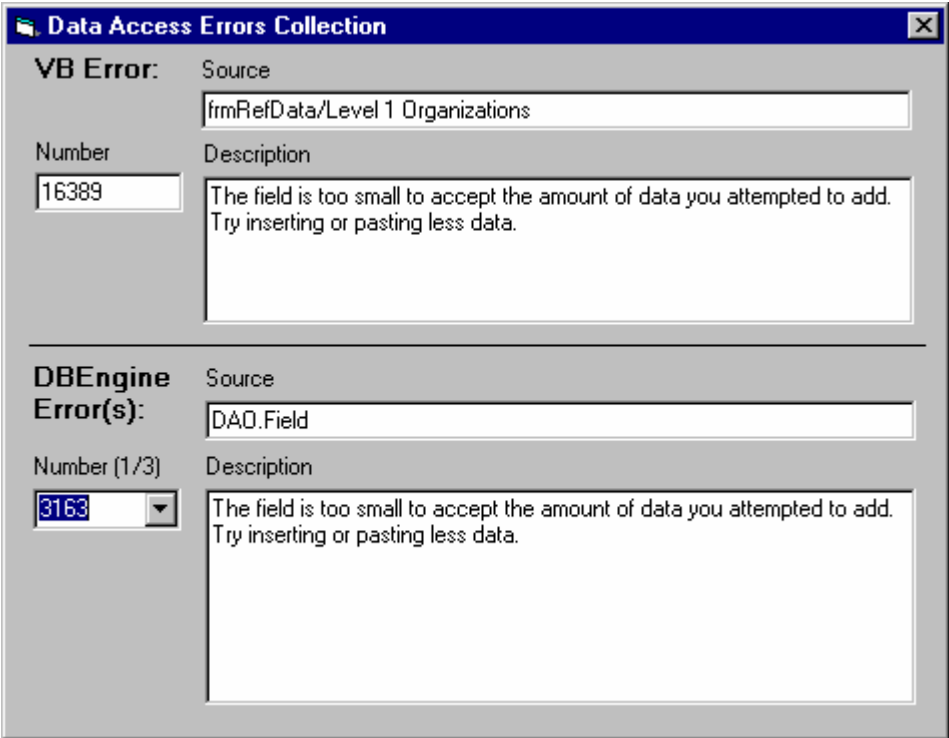 Data Access Errors Collection
VB Error:
Source
frmRefData/Level 1 Organizations
Number
Description
16389
The field is too small to accept the amount of data you attempted to add.
Try inserting or pasting less data.
DBEngine
Error(s):
Source
DAO.Field
Number (1/3)
Description
3163
The field is too small to accept the amount of data you attempted to add.
Try inserting or pasting less data.